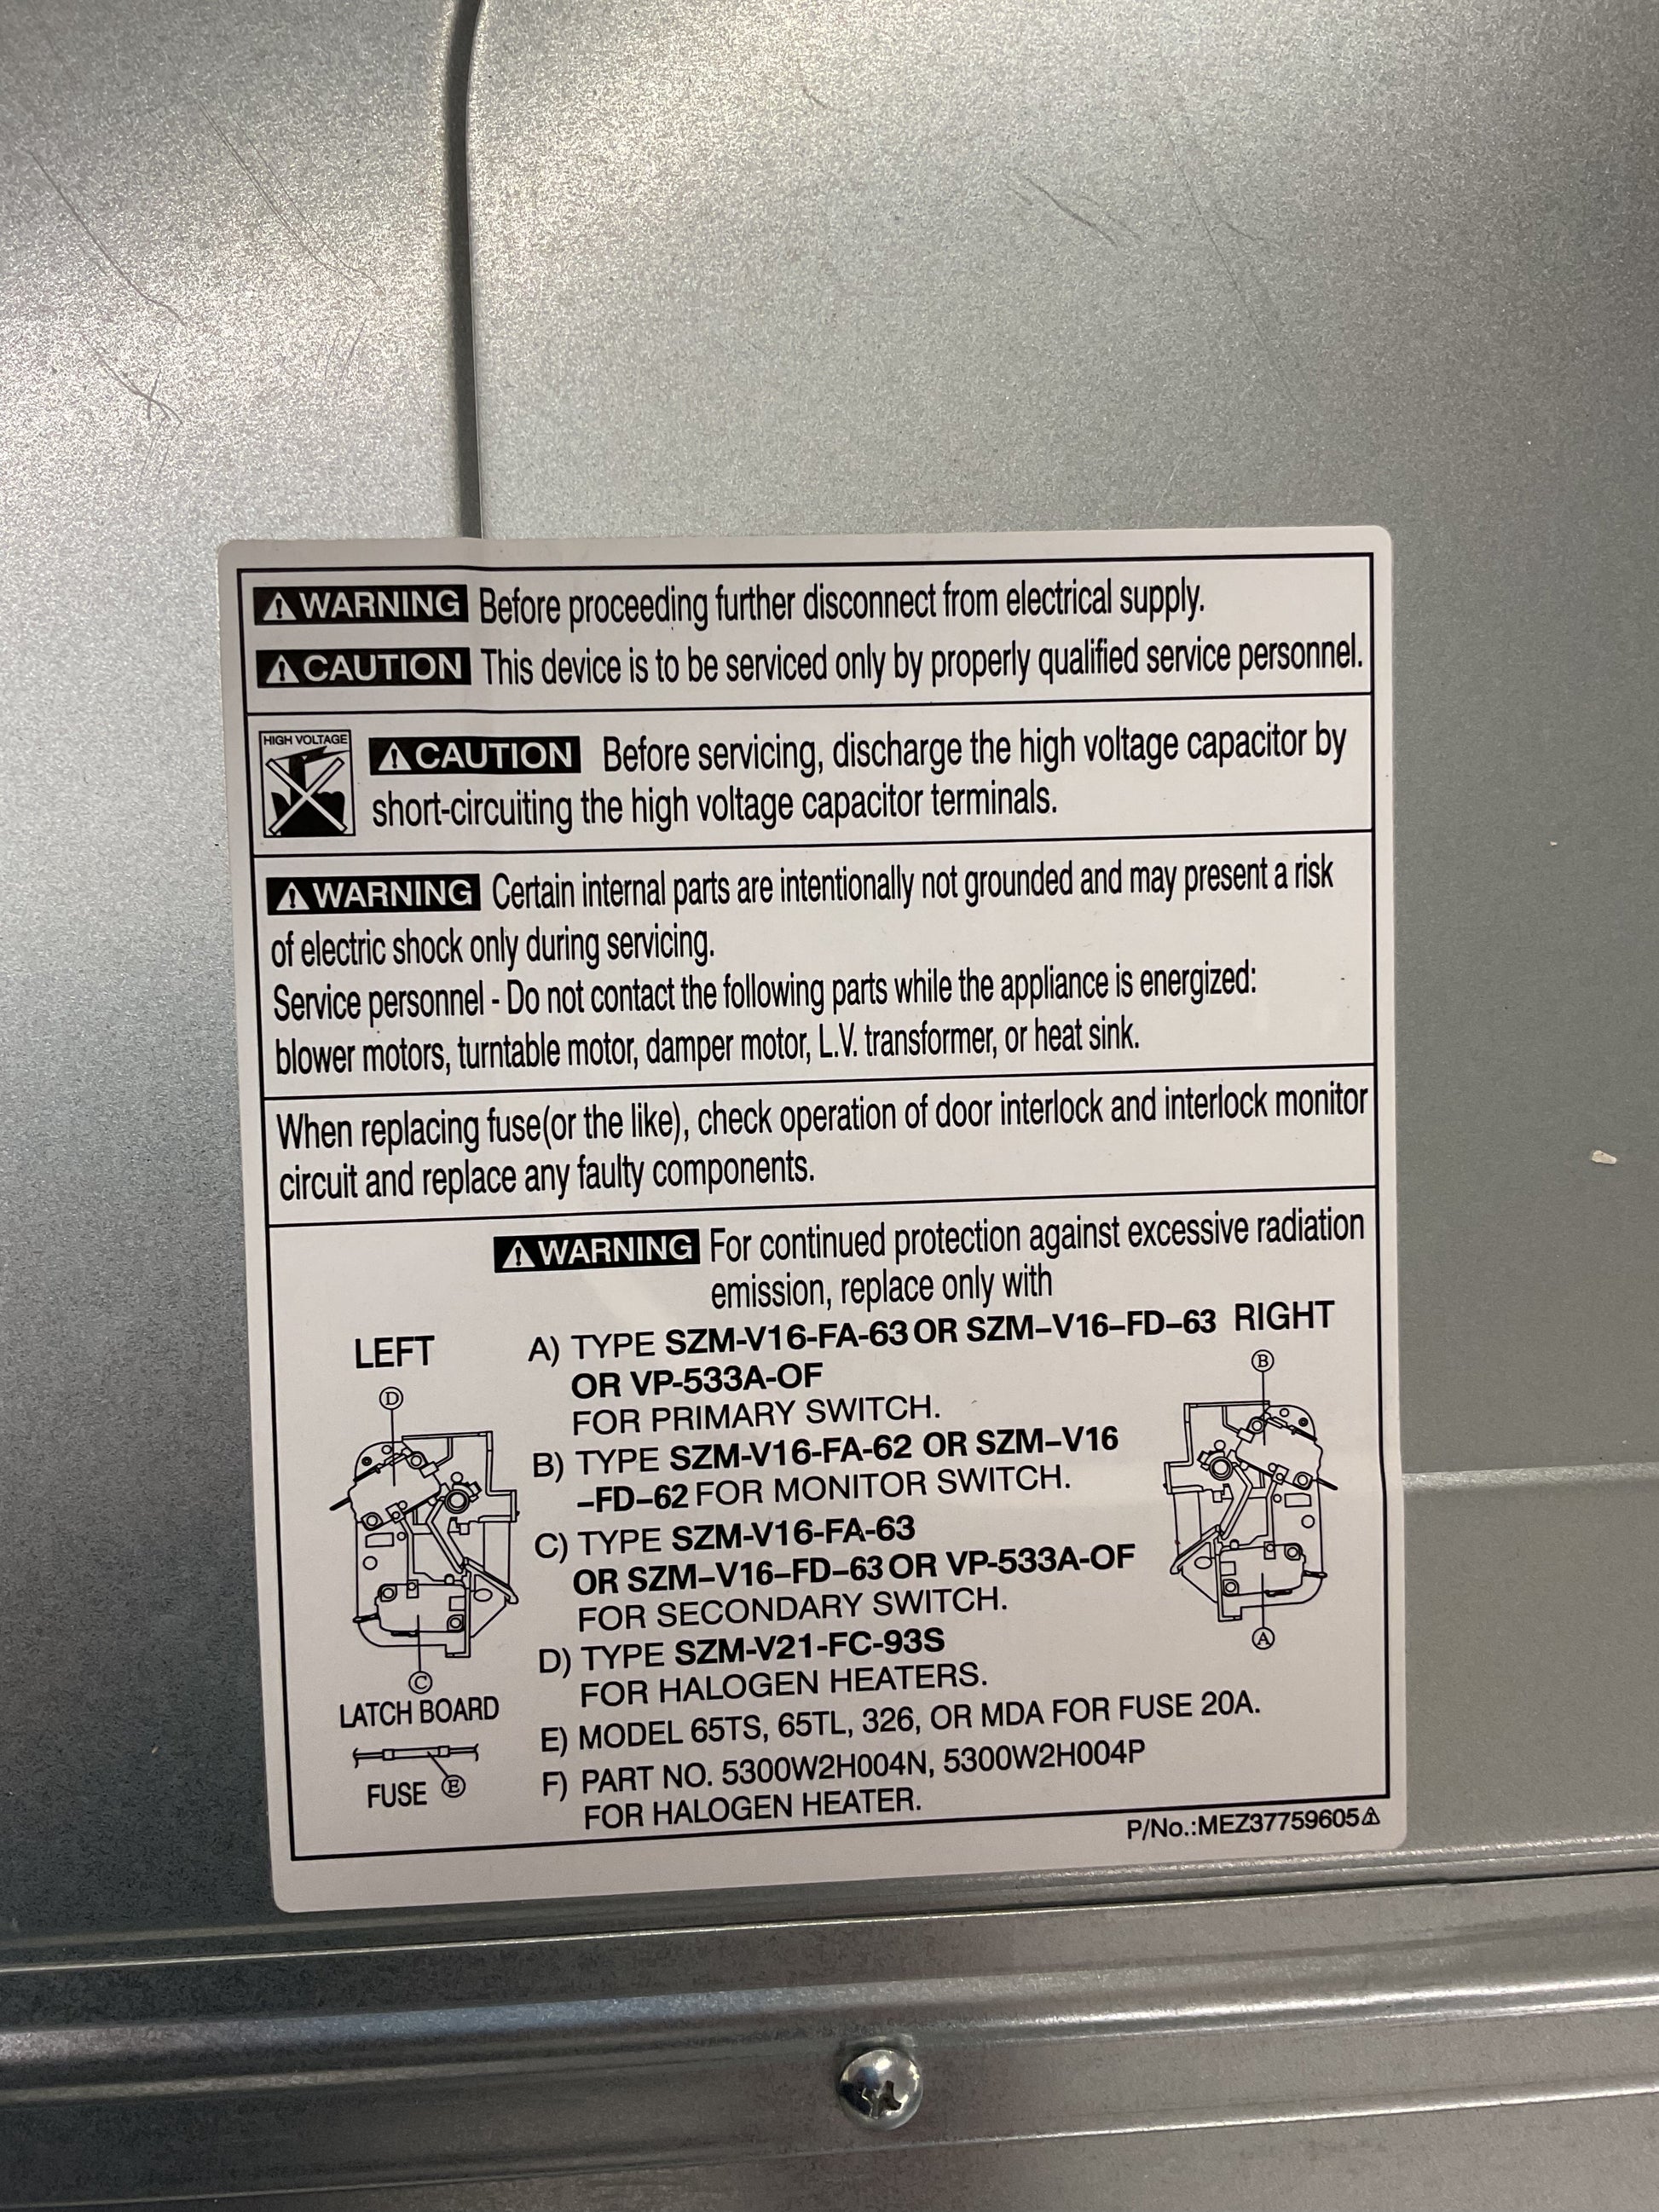 ⚠WARNING Before proceeding further disconnect from electrical supply.
⚠CAUTION This device is to be serviced only by properly qualified service personnel.
HIGH VOLTAGE
⚠CAUTION Before servicing, discharge the high voltage capacitor by
short-circuiting the high voltage capacitor terminals.
⚠WARNING Certain internal parts are intentionally not grounded and may present a risk
of electric shock only during servicing.
Service personnel - Do not contact the following parts while the appliance is energized:
blower motors, turntable motor, damper motor, L.V. transformer, or heat sink.
When replacing fuse(or the like), check operation of door interlock and interlock monitor
circuit and replace any faulty components.
⚠WARNING For continued protection against excessive radiation
emission, replace only with
LEFT
D
C
LATCH BOARD
FUSE E
A) TYPE SZM-V16-FA-63 OR SZM-V16-FD-63
OR VP-533A-OF
FOR PRIMARY SWITCH.
B) TYPE SZM-V16-FA-62 OR SZM-V16
-FD-62 FOR MONITOR SWITCH.
C) TYPE SZM-V16-FA-63
OR SZM-V16-FD-63 OR VP-533A-OF
FOR SECONDARY SWITCH.
D) TYPE SZM-V21-FC-93S
FOR HALOGEN HEATERS.
E) MODEL 65TS, 65TL, 326, OR MDA FOR FUSE 20A.
F) PART NO. 5300W2H004N, 5300W2H004P
FOR HALOGEN HEATER.
RIGHT
B
A
P/No.:MEZ37759605⚠